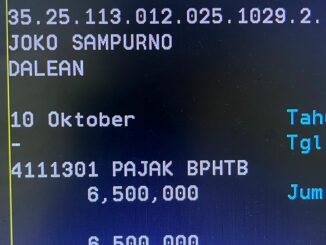 35.25.113.012.025.1029.2.
JOKO SAMPURNO
DALEAN
10 Oktober Tahu
- Tgl
4111301 PAJAK BPHTB
6,500,000 Jum
6,500,000